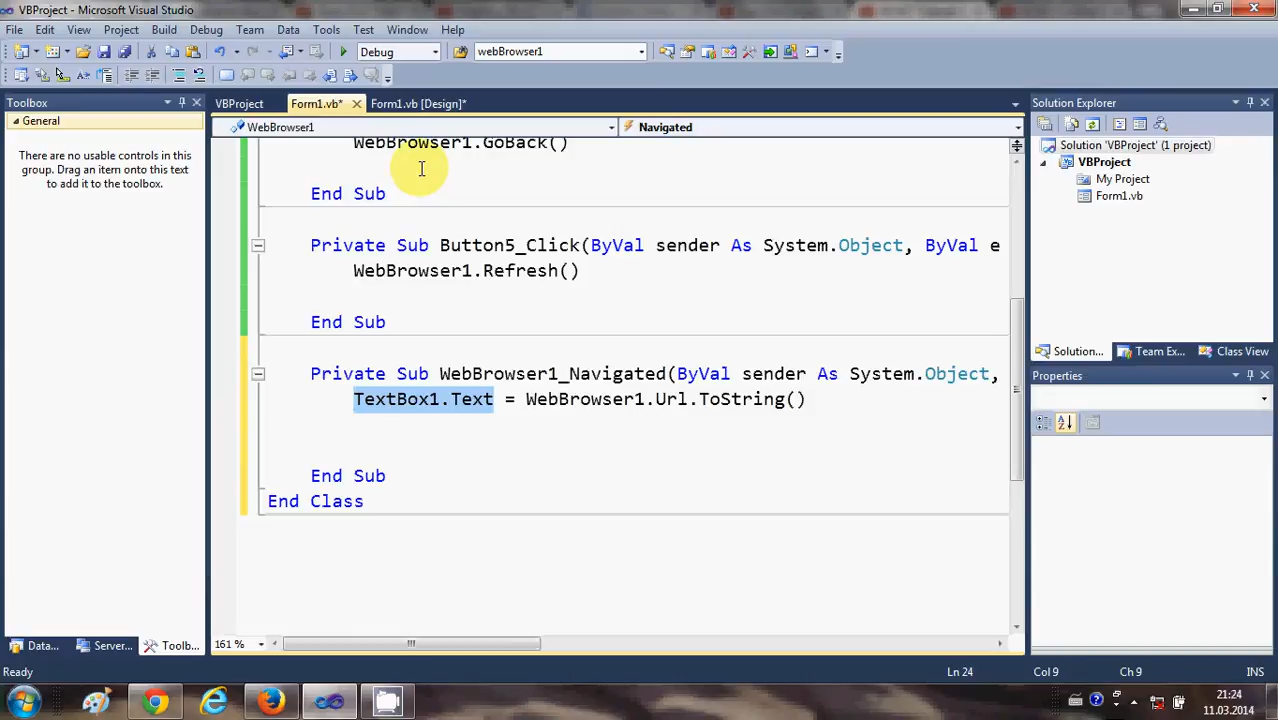 VBProject - Microsoft Visual Studio
File Edit View Project Build Debug Team Data Tools Test Window Help
Debug webBrowser1
Toolbox
VBProject Form1.vb* Form1.vb [Design]*
Solution Explorer
General
WebBrowser1 Navigated
There are no usable controls in this
group. Drag an item onto this text
to add it to the toolbox.
Solution 'VBProject' (1 project)
VBProject
My Project
Form1.vb
WebBrowser1.GoBack()
End Sub
Private Sub Button5_Click(ByVal sender As System.Object, ByVal e
WebBrowser1.Refresh()
End Sub
Private Sub WebBrowser1_Navigated(ByVal sender As System.Object,
TextBox1.Text = WebBrowser1.Url.ToString()
End Sub
End Class
Solution... Team Ex... Class View
Properties
161 %
Data... Server... Toolb...
Ready Ln 24 Col 9 Ch 9 INS
21:24
11.03.2014